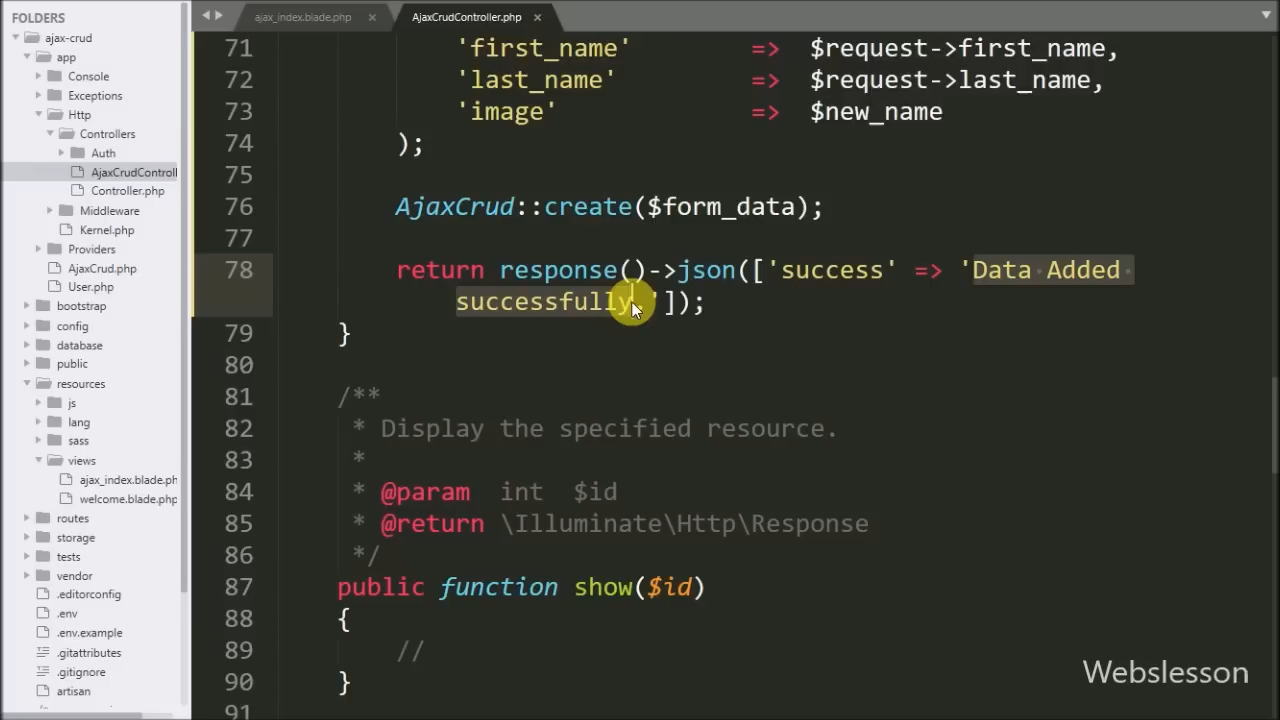 FOLDERS
ajax-crud
app
Console
Exceptions
Http
Controllers
Auth
AjaxCrudControll
Controller.php
Middleware
Kernel.php
Providers
AjaxCrud.php
User.php
bootstrap
config
database
public
resources
js
lang
sass
views
ajax_index.blade.ph
welcome.blade.php
routes
storage
tests
vendor
.editorconfig
.env
.env.example
.gitattributes
.gitignore
artisan
ajax_index.blade.php × AjaxCrudController.php ×
71 'first_name' => $request->first_name,
72 'last_name' => $request->last_name,
73 'image' => $new_name
74 );
75
76 AjaxCrud::create($form_data);
77
78 return response()->json(['success' => 'Data Added
successfully.']);
79 }
80
81 /**
82 * Display the specified resource.
83 *
84 * @param int $id
85 * @return \Illuminate\Http\Response
86 */
87 public function show($id)
88 {
89 //
90 }
91
Webslesson